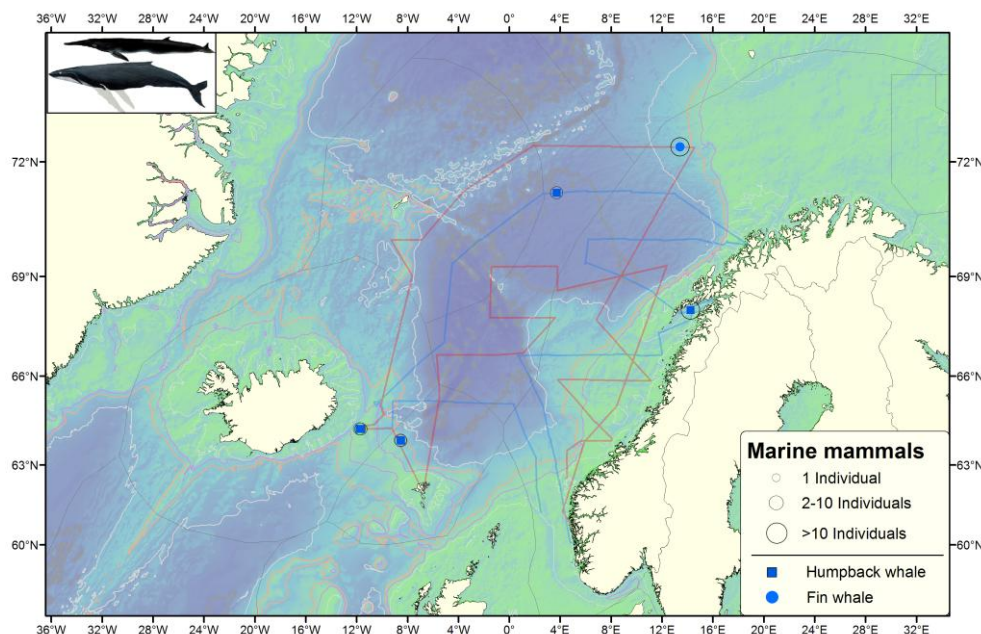 36°W 32°W 28°W 24°W 20°W 16°W 12°W 8°W 4°W 0° 4°E 8°E 12°E 16°E 20°E 24°E 28°E 32°E
72°N 72°N
69°N 69°N
66°N 66°N
63°N 63°N
60°N 60°N
Marine mammals
1 Individual
2-10 Individuals
>10 Individuals
Humpback whale
Fin whale
36°W 32°W 28°W 24°W 20°W 16°W 12°W 8°W 4°W 0° 4°E 8°E 12°E 16°E 20°E 24°E 28°E 32°E